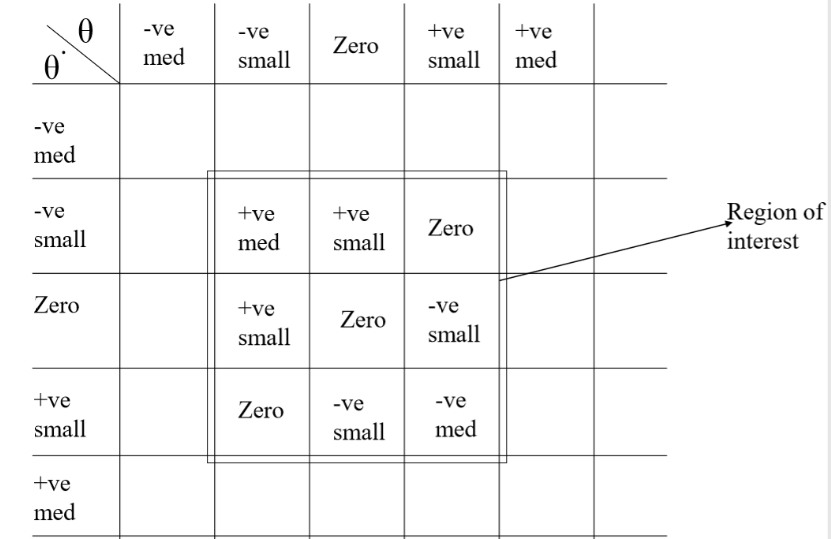 θ
θ˙
-ve
med
-ve
small
Zero
+ve
small
+ve
med
-ve
med
-ve
small
+ve
med
+ve
small
Zero
Region of
interest
Zero
+ve
small
Zero
-ve
small
+ve
small
Zero
-ve
small
-ve
med
+ve
med